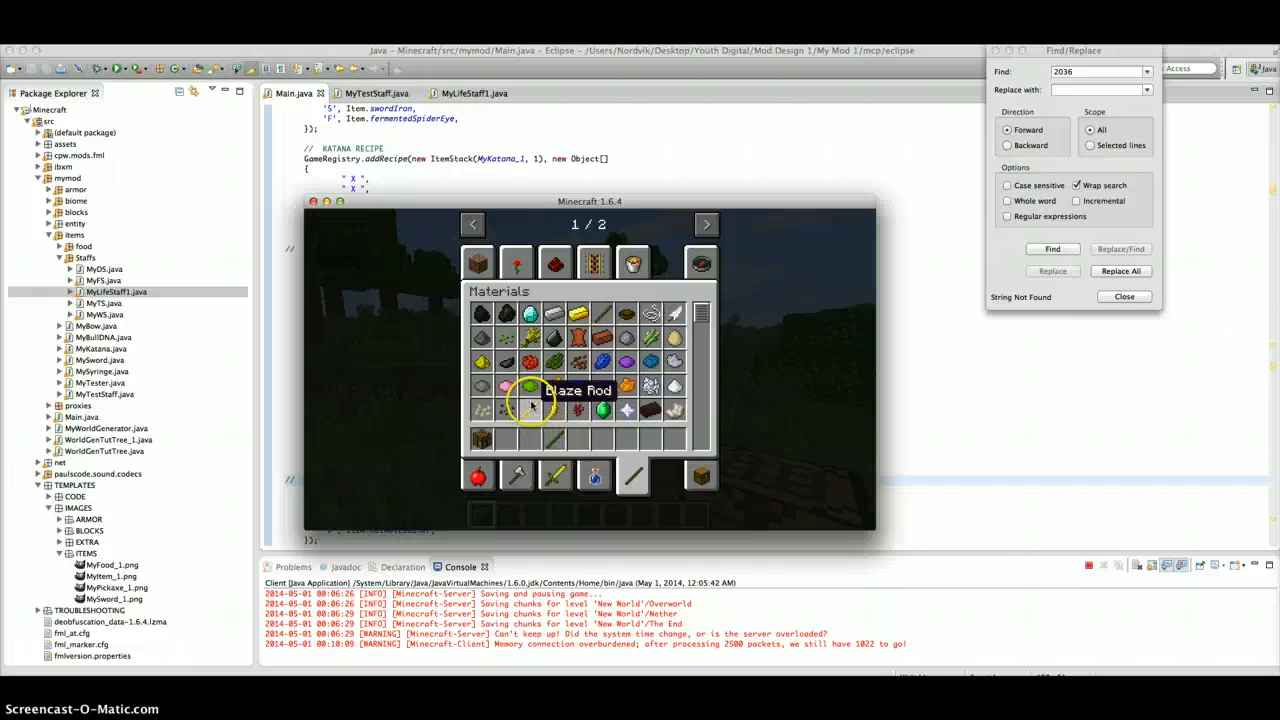 Java - Minecraft/src/mymod/Main.java - Eclipse - /Users/Nordvik/Desktop/Youth Digital/Mod Design 1/My Mod 1/mcp/eclipse
Find/Replace
Access
Java
Package Explorer
Minecraft
src
(default package)
assets
cpw.mods.fml
ibxm
mymod
armor
biome
blocks
entity
items
food
Staffs
MyDS.java
MyFS.java
MyLifeStaff1.java
MyTS.java
MyWS.java
MyBow.java
MyBullDNA.java
MyKatana.java
MySword.java
MySyringe.java
MyTester.java
MyTestStaff.java
proxies
Main.java
MyWorldGenerator.java
WorldGenTutTree_1.java
WorldGenTutTree.java
net
paulscode.sound.codecs
TEMPLATES
CODE
IMAGES
ARMOR
BLOCKS
EXTRA
ITEMS
MyFood_1.png
MyItem_1.png
MyPickaxe_1.png
MySword_1.png
TROUBLESHOOTING
deobfuscation_data-1.6.4.lzma
fml_at.cfg
fml_marker.cfg
fmlversion.properties
Main.java
MyTestStaff.java
MyLifeStaff1.java
'S', Item.swordIron,
'F', Item.fermentedSpiderEye,
});
// KATANA RECIPE
GameRegistry.addRecipe(new ItemStack(MyKatana_1, 1), new Object[]
{
" X ",
" X ",
//
//
});
Minecraft 1.6.4
< 1 / 2 >
Materials
Blaze Rod
Find: 2036
Replace with:
Direction
Scope
Forward
All
Backward
Selected lines
Options
Case sensitive
Wrap search
Whole word
Incremental
Regular expressions
Find
Replace/Find
Replace
Replace All
String Not Found
Close
Problems
Javadoc
Declaration
Console
Client [Java Application] /System/Library/Java/JavaVirtualMachines/1.6.0.jdk/Contents/Home/bin/java (May 1, 2014, 12:05:42 AM)
2014-05-01 00:06:26 [INFO] [Minecraft-Server] Saving and pausing game...
2014-05-01 00:06:26 [INFO] [Minecraft-Server] Saving chunks for level 'New World'/Overworld
2014-05-01 00:06:29 [INFO] [Minecraft-Server] Saving chunks for level 'New World'/Nether
2014-05-01 00:06:29 [INFO] [Minecraft-Server] Saving chunks for level 'New World'/The End
2014-05-01 00:06:29 [WARNING] [Minecraft-Server] Can't keep up! Did the system time change, or is the server overloaded?
2014-05-01 00:10:09 [WARNING] [Minecraft-Client] Memory connection overburdened; after processing 2500 packets, we still have 1022 to go!
Screencast-O-Matic.com